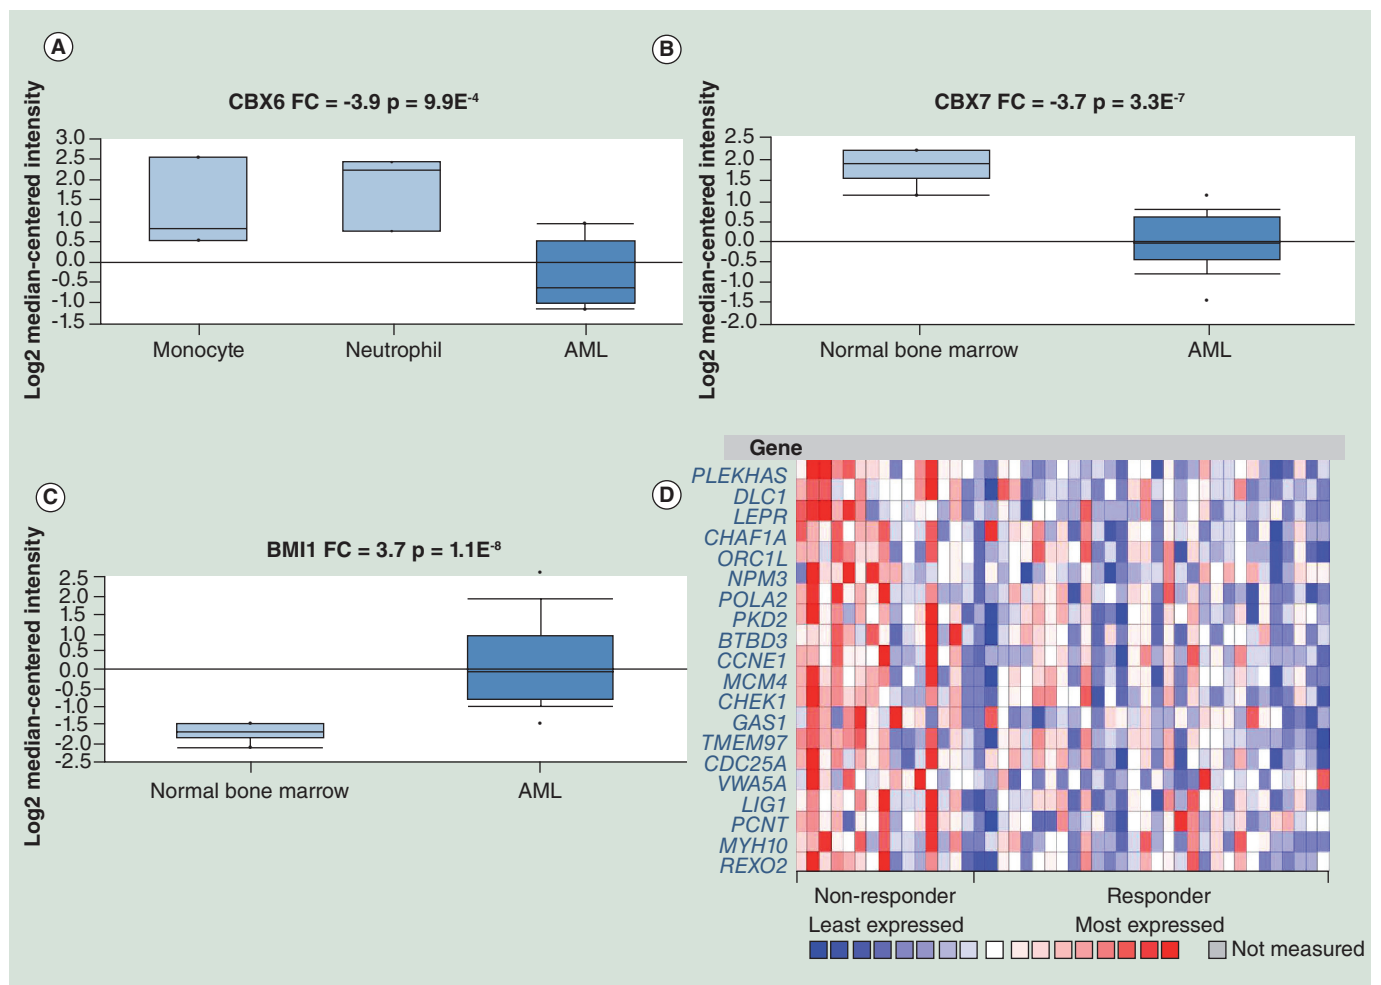 A
CBX6 FC = -3.9 p = 9.9E-4
Log2 median-centered intensity
3.0
2.5
2.0
1.5
1.0
0.5
0.0
-0.5
-1.0
-1.5
Monocyte
Neutrophil
AML
B
CBX7 FC = -3.7 p = 3.3E-7
Log2 median-centered intensity
2.5
2.0
1.5
1.0
0.5
0.0
-0.5
-1.0
-1.5
-2.0
Normal bone marrow
AML
C
BMI1 FC = 3.7 p = 1.1E-8
Log2 median-centered intensity
2.5
2.0
1.5
1.0
0.5
0.0
-0.5
-1.0
-1.5
-2.0
-2.5
Normal bone marrow
AML
D
Gene
PLEKHAS
DLC1
LEPR
CHAF1A
ORC1L
NPM3
POLA2
PKD2
BTBD3
CCNE1
MCM4
CHEK1
GAS1
TMEM97
CDC25A
VWA5A
LIG1
PCNT
MYH10
REXO2
Non-responder
Responder
Least expressed
Most expressed
Not measured